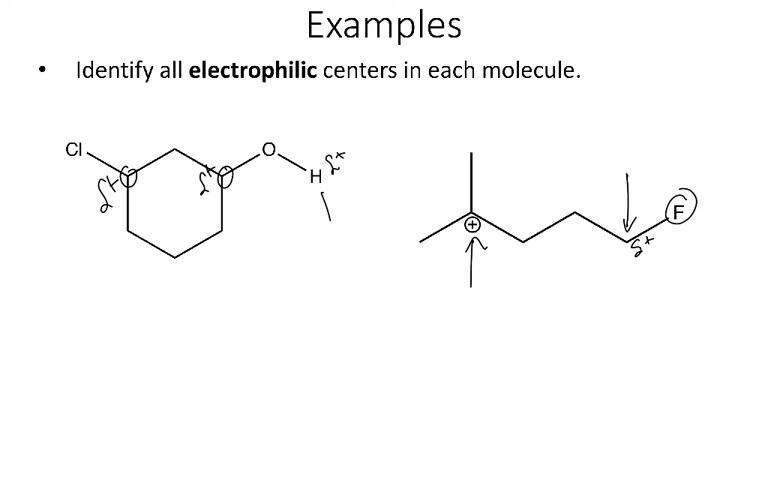 Examples
• Identify all electrophilic centers in each molecule.
Cl
O
H
δ+
δ+
δ+
⊕
F
δ+